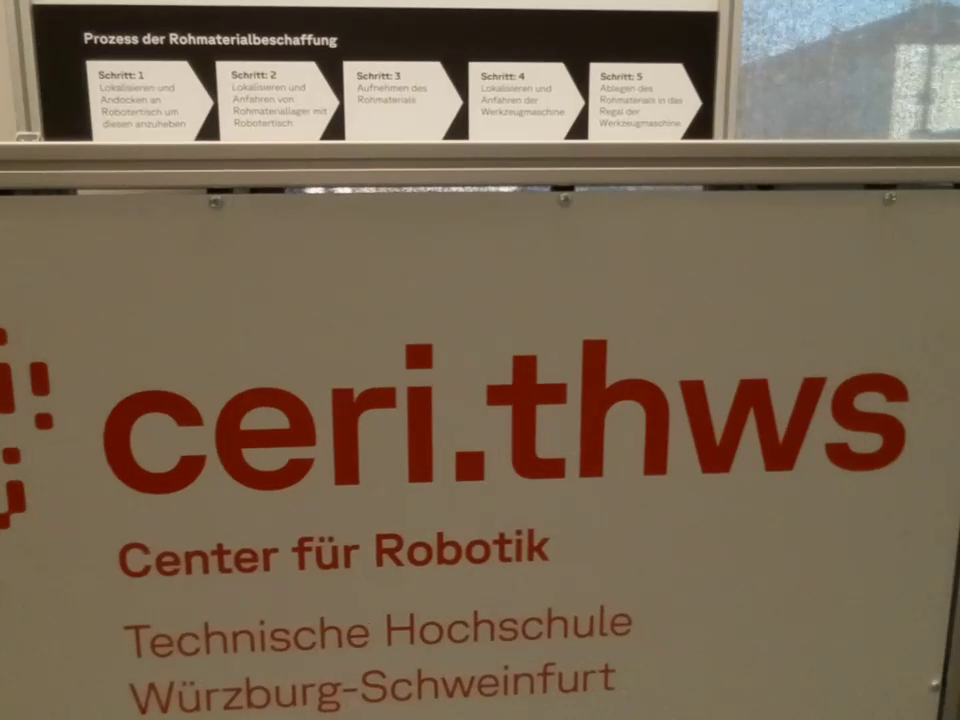 Prozess der Rohmaterialbeschaffung
Schritt: 1
Lokalisieren und
Andocken an
Robotertisch um
diesen anzuheben
Schritt: 2
Lokalisieren und
Anfahren von
Rohmateriallager mit
Robotertisch
Schritt: 3
Aufnehmen des
Rohmaterials
Schritt: 4
Lokalisieren und
Anfahren der
Werkzeugmaschine
Schritt: 5
Ablegen des
Rohmaterials in das
Regal der
Werkzeugmaschine
ceri.thws
Center für Robotik
Technische Hochschule
Würzburg-Schweinfurt